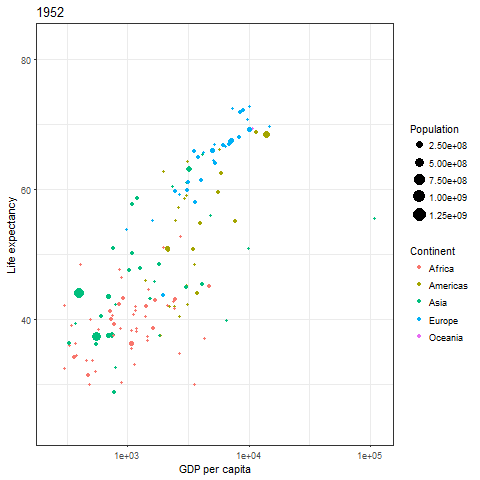 1952
80
60
40
Life expectancy
1e+03
1e+04
1e+05
GDP per capita
Population
2.50e+08
5.00e+08
7.50e+08
1.00e+09
1.25e+09
Continent
Africa
Americas
Asia
Europe
Oceania